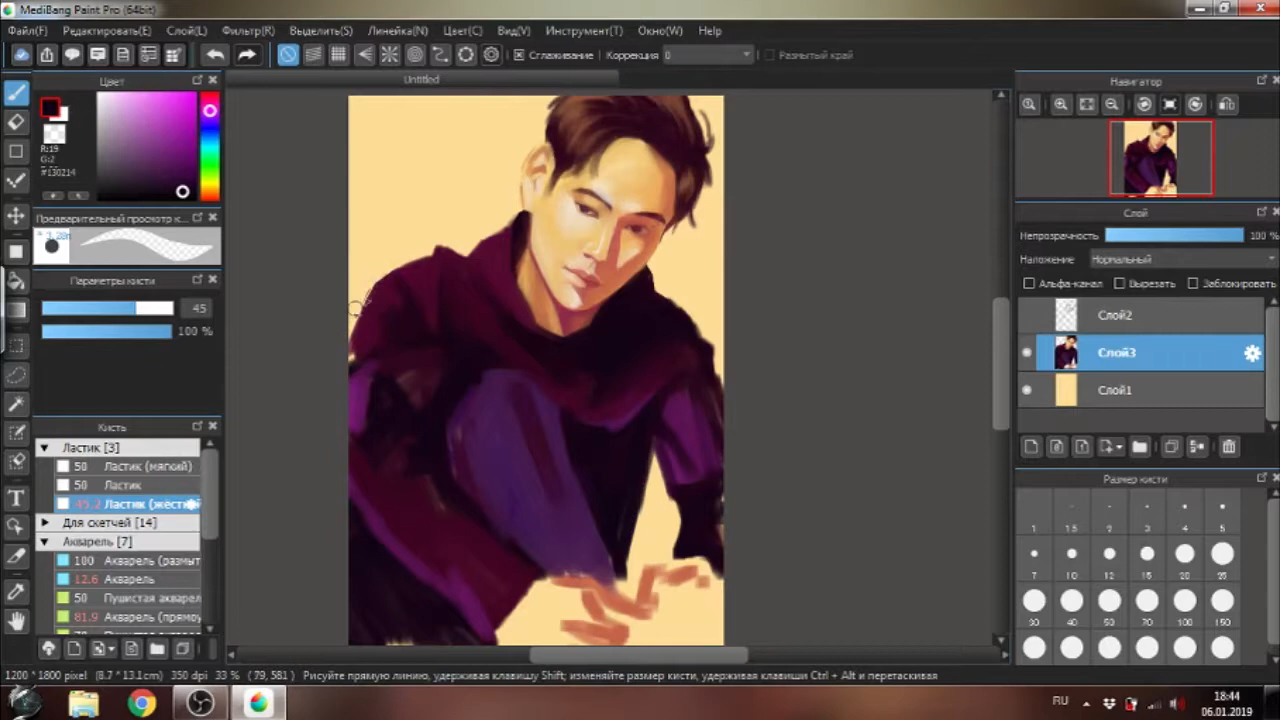 MediBang Paint Pro (64bit)
Файл(F) Редактировать(E) Слой(L) Фильтр(R) Выделить(S) Линейка(N) Цвет(C) Вид(V) Инструмент(T) Окно(W) Help
Сглаживание Коррекция 0 Размытый край
Untitled
Цвет
R:19
G:2
#130214
Предварительный просмотр к...
Параметры кисти
45
100 %
Кисть
Ластик [3]
50 Ластик (мягкий)
50 Ластик
45.2 Ластик (жёсткий
Для скетчей [14]
Акварель [7]
100 Акварель (размыт
12.6 Акварель
50 Пушистая акваре
81.9 Акварель (прямоу
Навигатор
Слой
Непрозрачность 100 %
Наложение Нормальный
Альфа-канал Вырезать Заблокировать
Слой2
Слой3
Слой1
Размер кисти
1 1.5 2 3 4 5
7 10 12 15 20 25
30 40 50 70 100 150
1200 * 1800 pixel (8.7 * 13.1cm) 350 dpi 33 % ( 79, 581 ) Рисуйте прямую линию, удерживая клавишу Shift; изменяйте размер кисти, удерживая клавиши Ctrl + Alt и перетаскивая
RU
18:44
06.01.2019